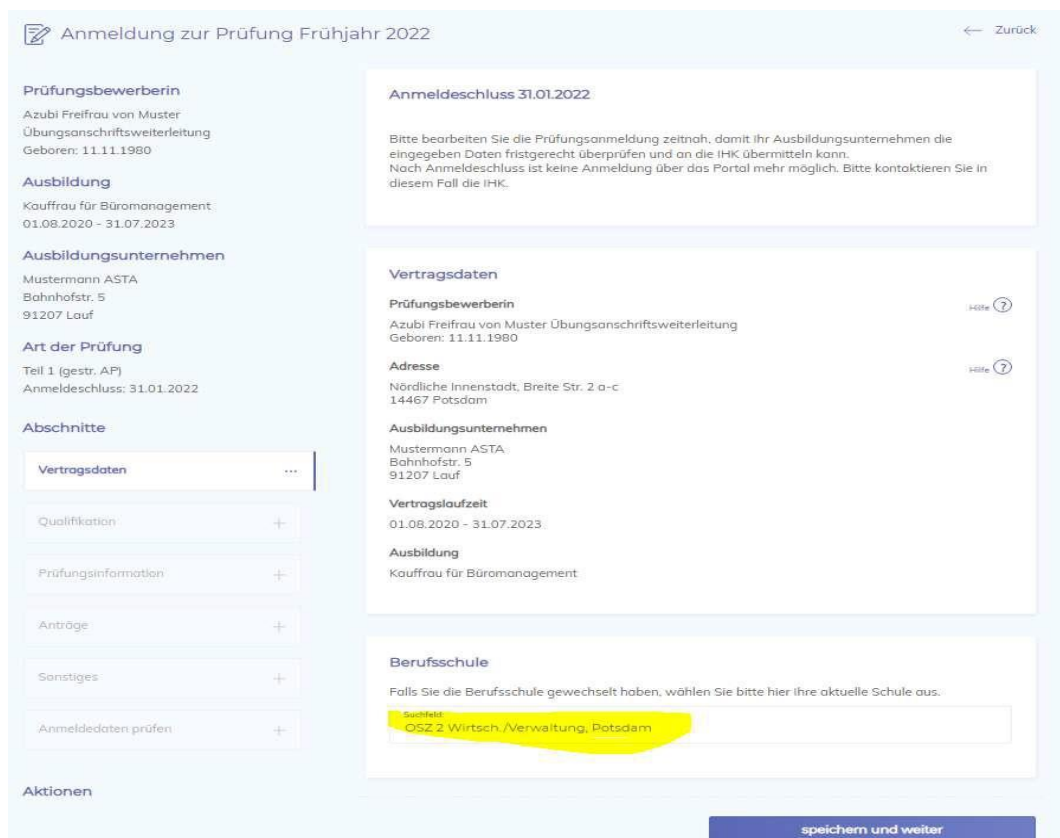 Anmeldung zur Prüfung Frühjahr 2022
← Zurück
Prüfungsbewerberin
Azubi Freifrau von Muster
Übungsanschriftsweiterleitung
Geboren: 11.11.1980
Ausbildung
Kauffrau für Büromanagement
01.08.2020 - 31.07.2023
Ausbildungsunternehmen
Mustermann ASTA
Bahnhofstr. 5
91207 Lauf
Art der Prüfung
Teil 1 (gestr. AP)
Anmeldeschluss: 31.01.2022
Abschnitte
Vertragsdaten ...
Qualifikation +
Prüfungsinformation +
Anträge +
Sonstiges +
Anmeldedaten prüfen +
Aktionen
Anmeldeschluss 31.01.2022
Bitte bearbeiten Sie die Prüfungsanmeldung zeitnah, damit Ihr Ausbildungsunternehmen die
eingegeben Daten fristgerecht überprüfen und an die IHK übermitteln kann.
Nach Anmeldeschluss ist keine Anmeldung über das Portal mehr möglich. Bitte kontaktieren Sie in
diesem Fall die IHK.
Vertragsdaten
Prüfungsbewerberin
Hilfe ?
Azubi Freifrau von Muster Übungsanschriftsweiterleitung
Geboren: 11.11.1980
Adresse
Hilfe ?
Nördliche Innenstadt, Breite Str. 2 a-c
14467 Potsdam
Ausbildungsunternehmen
Mustermann ASTA
Bahnhofstr. 5
91207 Lauf
Vertragslaufzeit
01.08.2020 - 31.07.2023
Ausbildung
Kauffrau für Büromanagement
Berufsschule
Falls Sie die Berufsschule gewechselt haben, wählen Sie bitte hier Ihre aktuelle Schule aus.
Suchfeld
OSZ 2 Wirtsch./Verwaltung, Potsdam
speichern und weiter